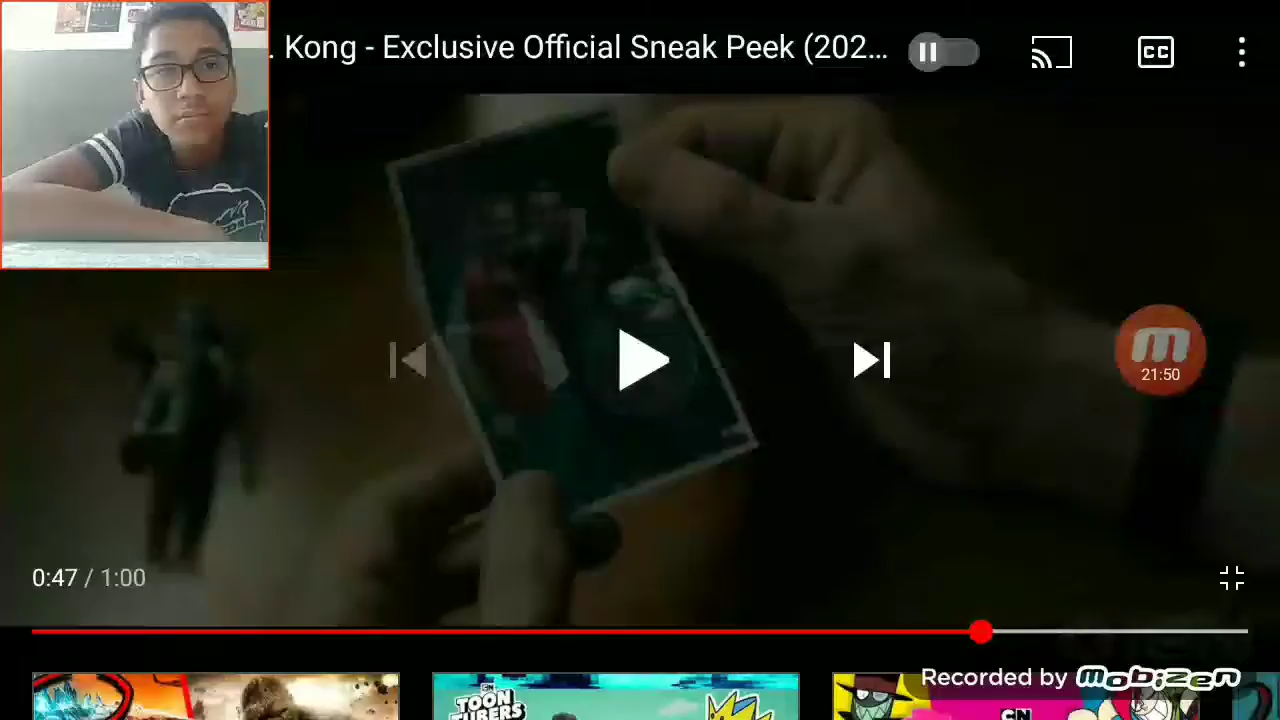 . Kong - Exclusive Official Sneak Peek (202...
CC
21:50
0:47 / 1:00
Recorded by mobizen
CN
TOON
TUBERS
CN